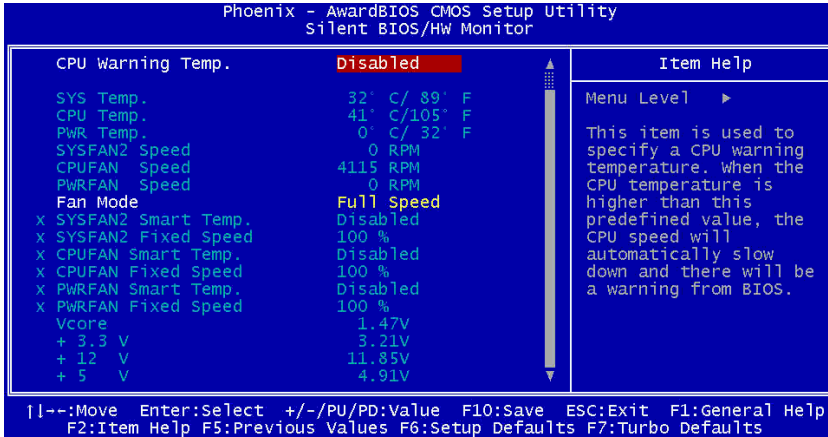 Phoenix - AwardBIOS CMOS Setup Utility
Silent BIOS/HW Monitor
CPU Warning Temp. Disabled
SYS Temp. 32° C/ 89° F
CPU Temp. 41° C/105° F
PWR Temp. 0° C/ 32° F
SYSFAN2 Speed 0 RPM
CPUFAN Speed 4115 RPM
PWRFAN Speed 0 RPM
Fan Mode Full Speed
x SYSFAN2 Smart Temp. Disabled
x SYSFAN2 Fixed Speed 100 %
x CPUFAN Smart Temp. Disabled
x CPUFAN Fixed Speed 100 %
x PWRFAN Smart Temp. Disabled
x PWRFAN Fixed Speed 100 %
Vcore 1.47V
+ 3.3 V 3.21V
+ 12 V 11.85V
+ 5 V 4.91V
Item Help
Menu Level ▶
This item is used to
specify a CPU warning
temperature. When the
CPU temperature is
higher than this
predefined value, the
CPU speed will
automatically slow
down and there will be
a warning from BIOS.
↑↓→←:Move Enter:Select +/-/PU/PD:Value F10:Save ESC:Exit F1:General Help
F2:Item Help F5:Previous Values F6:Setup Defaults F7:Turbo Defaults